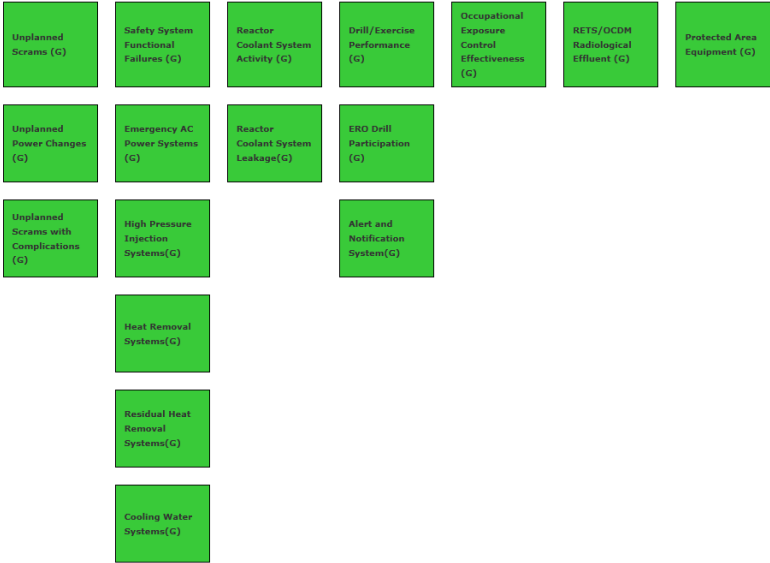 Unplanned
Scrams (G)
Safety System
Functional
Failures (G)
Reactor
Coolant System
Activity (G)
Drill/Exercise
Performance
(G)
Occupational
Exposure
Control
Effectiveness
(G)
RETS/OCDM
Radiological
Effluent (G)
Protected Area
Equipment (G)
Unplanned
Power Changes
(G)
Emergency AC
Power Systems
(G)
Reactor
Coolant System
Leakage(G)
ERO Drill
Participation
(G)
Unplanned
Scrams with
Complications
(G)
High Pressure
Injection
Systems(G)
Alert and
Notification
System(G)
Heat Removal
Systems(G)
Residual Heat
Removal
Systems(G)
Cooling Water
Systems(G)